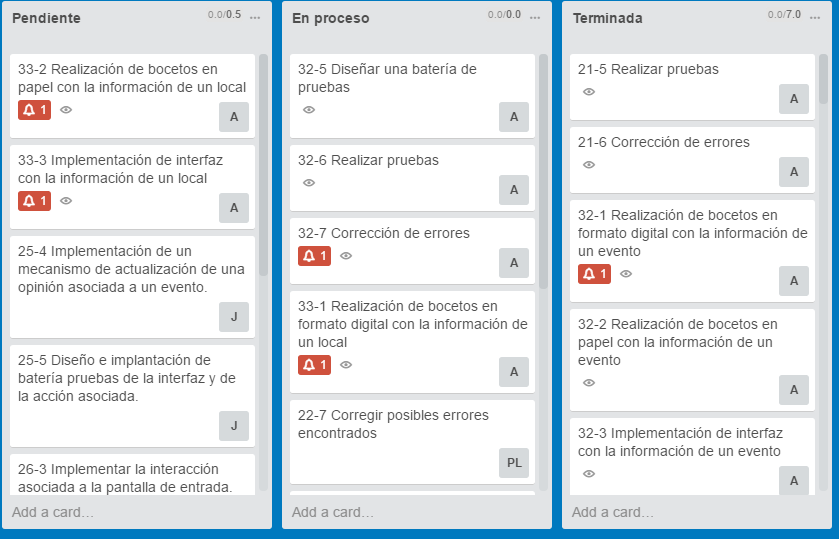 Pendiente
0.0/0.5
33-2 Realización de bocetos en
papel con la información de un local
1
A
33-3 Implementación de interfaz
con la información de un local
1
A
25-4 Implementación de un
mecanismo de actualización de una
opinión asociada a un evento.
J
25-5 Diseño e implantación de
batería pruebas de la interfaz y de
la acción asociada.
J
26-3 Implementar la interacción
asociada a la pantalla de entrada.
Add a card...
En proceso
0.0/0.0
32-5 Diseñar una batería de
pruebas
A
32-6 Realizar pruebas
A
32-7 Corrección de errores
1
A
33-1 Realización de bocetos en
formato digital con la información de
un local
1
A
22-7 Corregir posibles errores
encontrados
PL
Add a card...
Terminada
0.0/7.0
21-5 Realizar pruebas
A
21-6 Corrección de errores
A
32-1 Realización de bocetos en
formato digital con la información de
un evento
1
A
32-2 Realización de bocetos en
papel con la información de un
evento
A
32-3 Implementación de interfaz
con la información de un evento
A
Add a card...